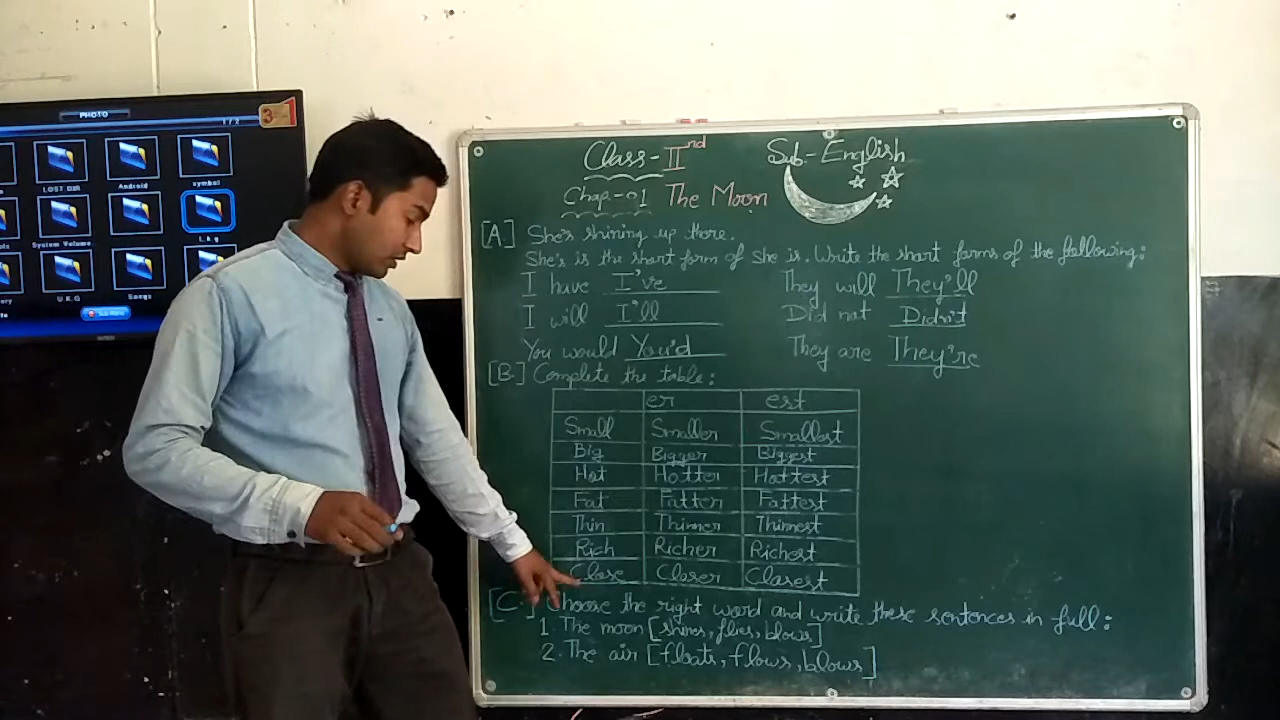 PHOTO
1 / 2
LOST DIR
Android
symbol
System Volume
L.k.g
U.K.G
Songs
Sub Menu
Class-IInd
Sub-English
Chap-01 The Moon
[A] She's shining up there.
She's is the short form of She is. Write the short forms of the following:
I have I've They will They'll
I will I'll Did not Didn't
You would You'd They are They're
[B.] Complete the table:
er est
Small Smaller Smallest
Big Bigger Biggest
Hot Hotter Hottest
Fat Fatter Fattest
Thin Thinner Thinnest
Rich Richer Richest
Close Closer Closest
[C.] Choose the right word and write these sentences in full:
1. The moon [shines, flies, blows]
2. The air [floats, flows, blows]